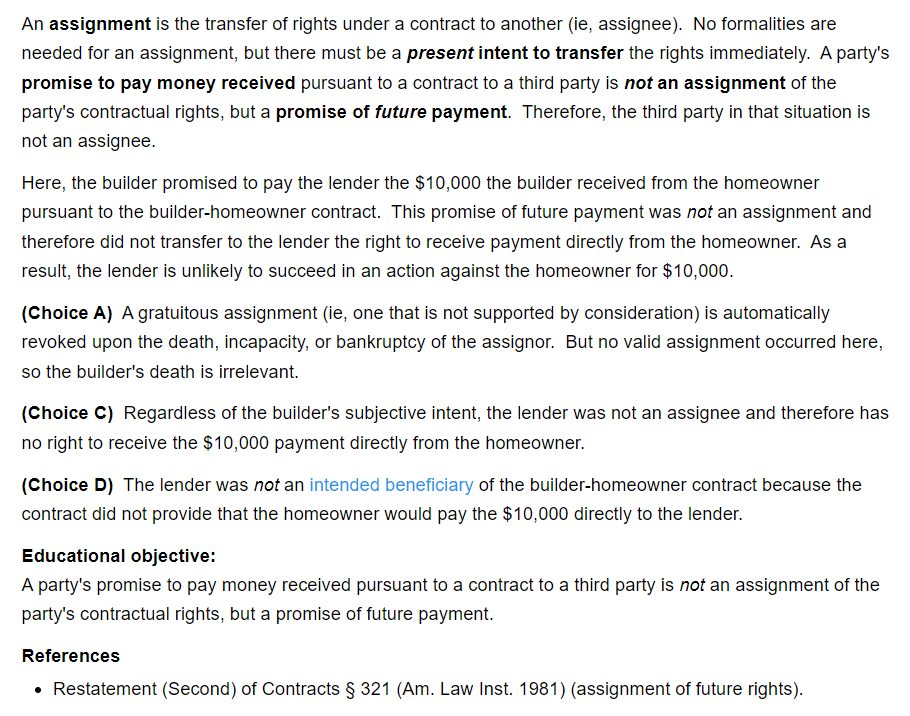 An assignment is the transfer of rights under a contract to another (ie, assignee).  No formalities are
needed for an assignment, but there must be a present intent to transfer the rights immediately.  A party's
promise to pay money received pursuant to a contract to a third party is not an assignment of the
party's contractual rights, but a promise of future payment.  Therefore, the third party in that situation is
not an assignee.
Here, the builder promised to pay the lender the $10,000 the builder received from the homeowner
pursuant to the builder-homeowner contract.  This promise of future payment was not an assignment and
therefore did not transfer to the lender the right to receive payment directly from the homeowner.  As a
result, the lender is unlikely to succeed in an action against the homeowner for $10,000.
(Choice A)  A gratuitous assignment (ie, one that is not supported by consideration) is automatically
revoked upon the death, incapacity, or bankruptcy of the assignor.  But no valid assignment occurred here,
so the builder's death is irrelevant.
(Choice C)  Regardless of the builder's subjective intent, the lender was not an assignee and therefore has
no right to receive the $10,000 payment directly from the homeowner.
(Choice D)  The lender was not an intended beneficiary of the builder-homeowner contract because the
contract did not provide that the homeowner would pay the $10,000 directly to the lender.
Educational objective:
A party's promise to pay money received pursuant to a contract to a third party is not an assignment of the
party's contractual rights, but a promise of future payment.
References
• Restatement (Second) of Contracts § 321 (Am. Law Inst. 1981) (assignment of future rights).